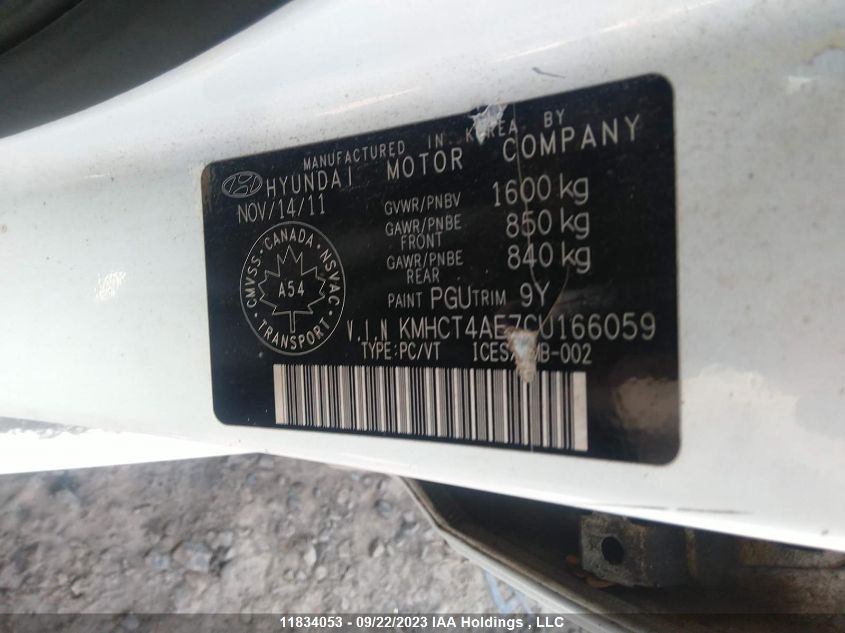 MANUFACTURED IN KOREA BY
HYUNDAI MOTOR COMPANY
NOV/14/11
GVWR/PNBV 1600 kg
GAWR/PNBE FRONT 850 kg
GAWR/PNBE REAR 840 kg
PAINT PGU TRIM 9Y
CMVSS · CANADA · NSVAC
A54
TRANSPORT
V.I.N KMHCT4AE7CU166059
TYPE:PC/VT -002
11834053 - 09/22/2023 IAA Holdings , LLC